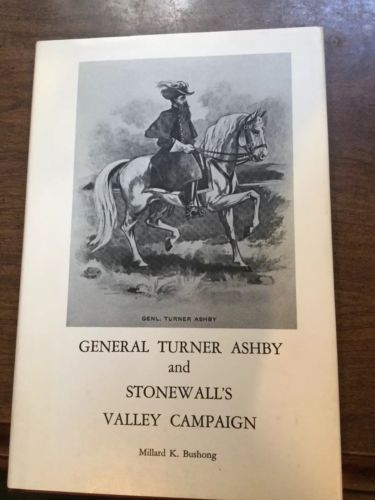 GENL. TURNER ASHBY
GENERAL TURNER ASHBY
and
STONEWALL'S
VALLEY CAMPAIGN
Millard K. Bushong